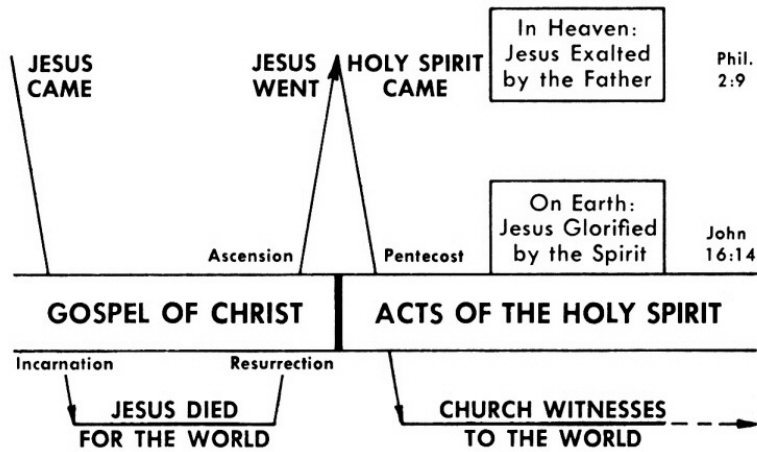 JESUS
CAME
JESUS
WENT
HOLY SPIRIT
CAME
In Heaven:
Jesus Exalted
by the Father
Phil.
2:9
On Earth:
Jesus Glorified
by the Spirit
John
16:14
Ascension
Pentecost
GOSPEL OF CHRIST
ACTS OF THE HOLY SPIRIT
Incarnation
Resurrection
JESUS DIED
FOR THE WORLD
CHURCH WITNESSES
TO THE WORLD